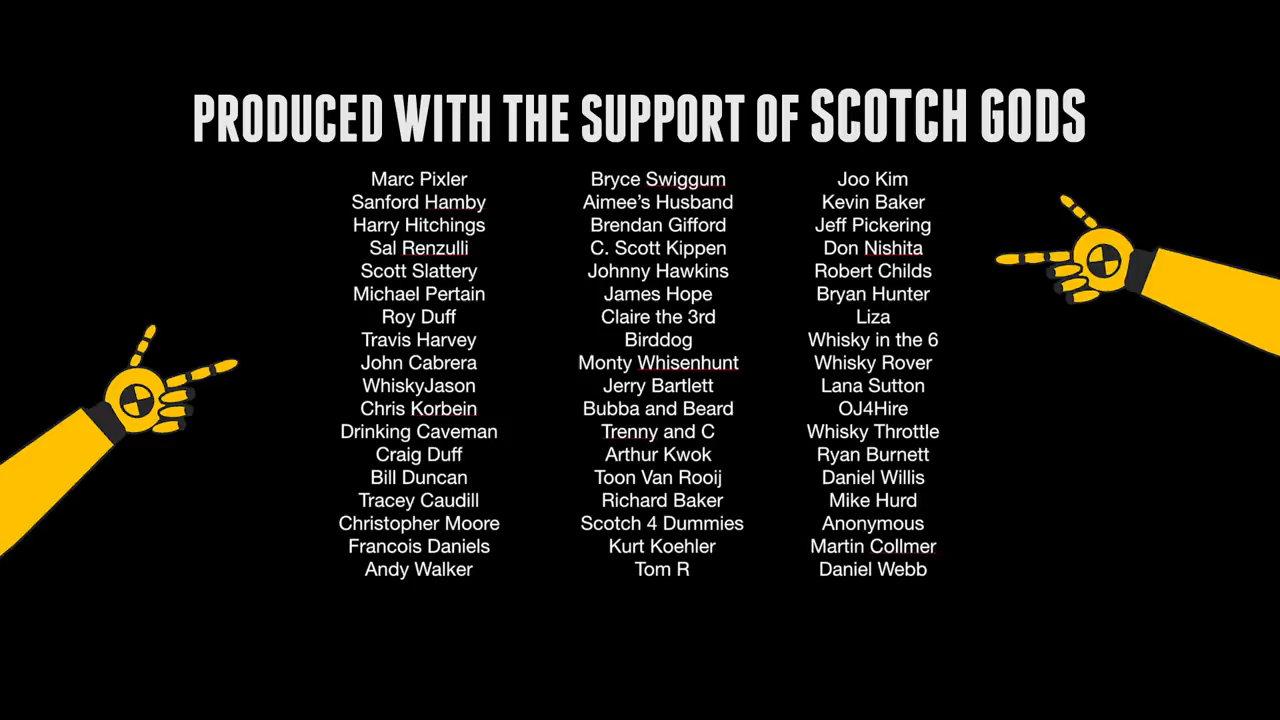 PRODUCED WITH THE SUPPORT OF SCOTCH GODS
Marc Pixler
Sanford Hamby
Harry Hitchings
Sal Renzulli
Scott Slattery
Michael Pertain
Roy Duff
Travis Harvey
John Cabrera
WhiskyJason
Chris Korbein
Drinking Caveman
Craig Duff
Bill Duncan
Tracey Caudill
Christopher Moore
Francois Daniels
Andy Walker
Bryce Swiggum
Aimee's Husband
Brendan Gifford
C. Scott Kippen
Johnny Hawkins
James Hope
Claire the 3rd
Birddog
Monty Whisenhunt
Jerry Bartlett
Bubba and Beard
Trenny and C
Arthur Kwok
Toon Van Rooij
Richard Baker
Scotch 4 Dummies
Kurt Koehler
Tom R
Joo Kim
Kevin Baker
Jeff Pickering
Don Nishita
Robert Childs
Bryan Hunter
Liza
Whisky in the 6
Whisky Rover
Lana Sutton
OJ4Hire
Whisky Throttle
Ryan Burnett
Daniel Willis
Mike Hurd
Anonymous
Martin Collmer
Daniel Webb